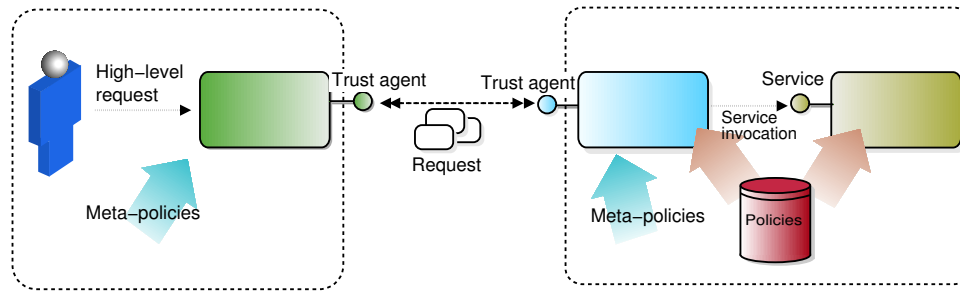 High−level
request
Trust agent
Request
Meta−policies
Trust agent
Service
Service
invocation
Meta−policies
Policies